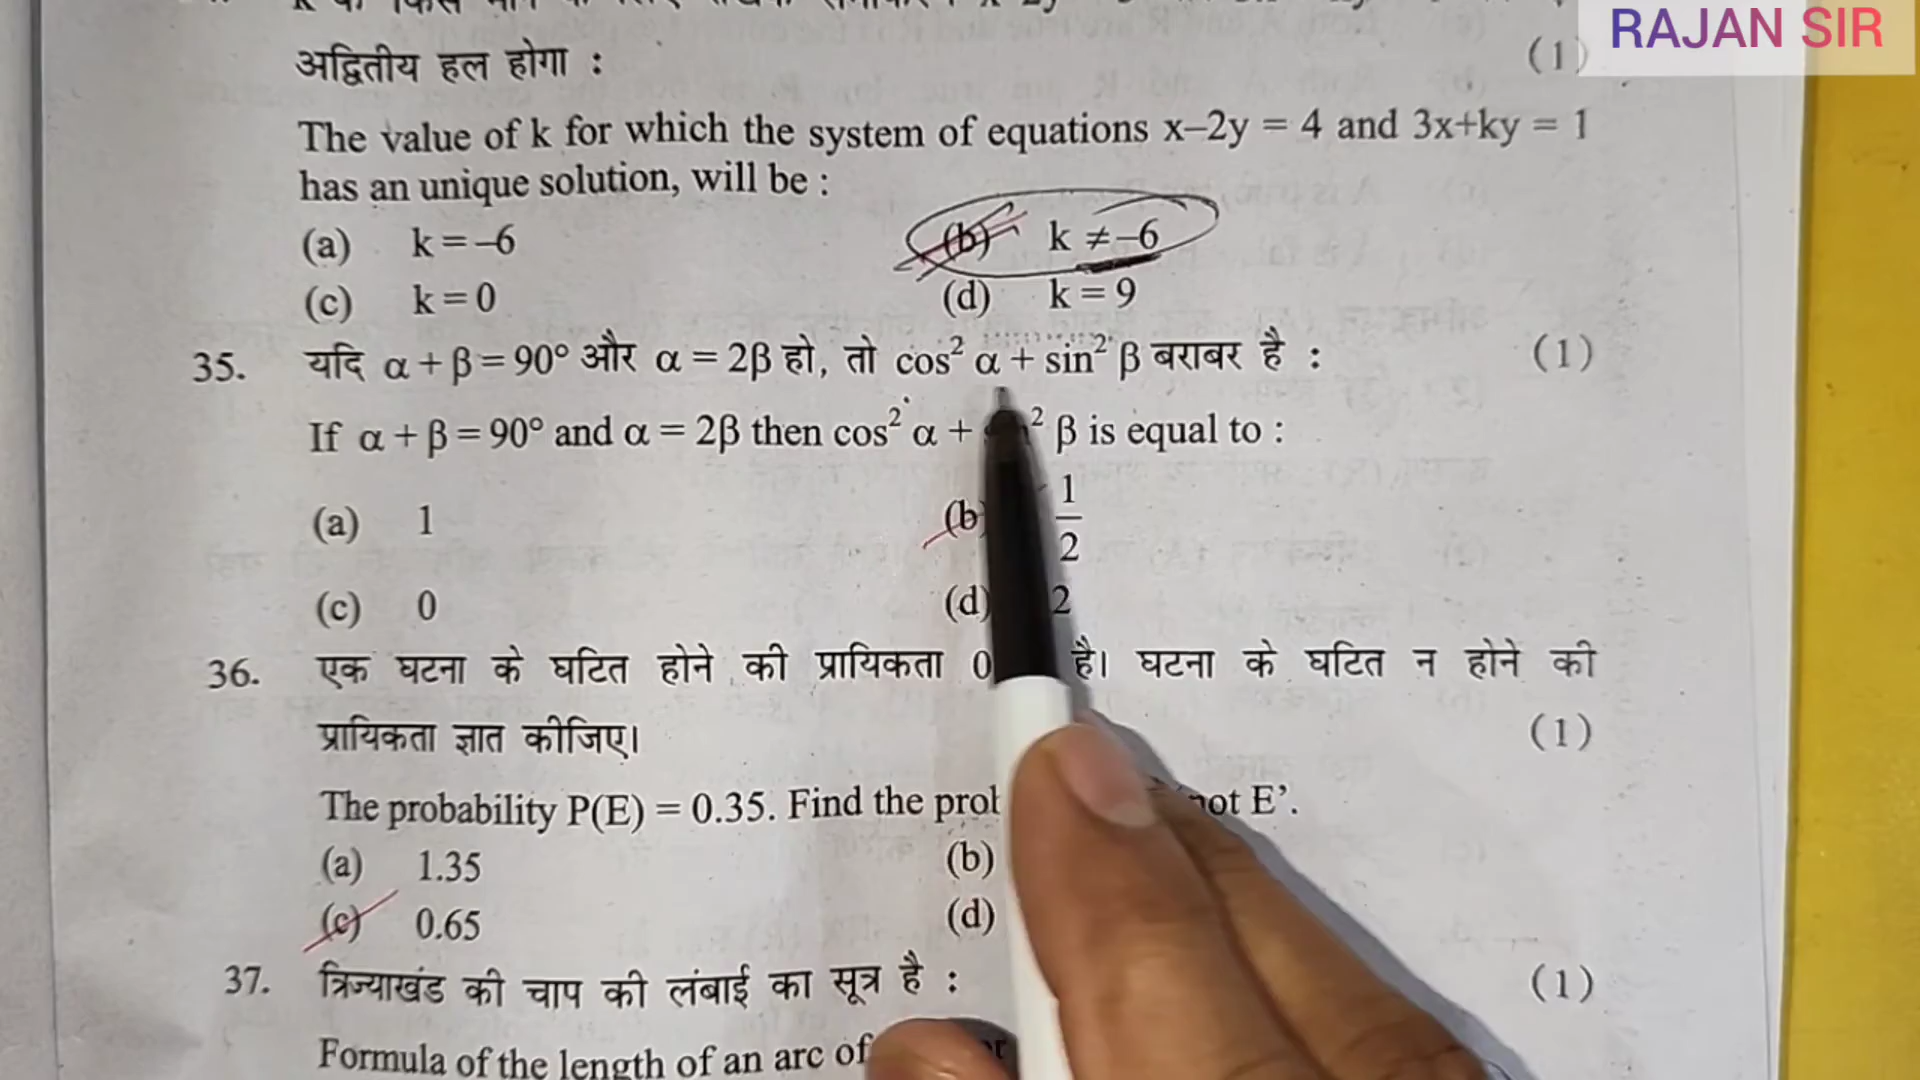 RAJAN SIR
अद्वितीय हल होगा : (1)
The value of k for which the system of equations x–2y = 4 and 3x+ky = 1
has an unique solution, will be :
(a) k = –6 (b) k ≠ –6
(c) k = 0 (d) k = 9
35. यदि α + β = 90° और α = 2β हो, तो cos² α + sin² β बराबर है : (1)
If α + β = 90° and α = 2β then cos² α + ² β is equal to :
(a) 1 (b) 1/2
(c) 0 (d) 2
36. एक घटना के घटित होने की प्रायिकता 0 है। घटना के घटित न होने की
प्रायिकता ज्ञात कीजिए। (1)
The probability P(E) = 0.35. Find the not E’.
(a) 1.35 (b)
(c) 0.65 (d)
37. त्रिज्याखंड की चाप की लंबाई का सूत्र है : (1)
Formula of the length of an arc of